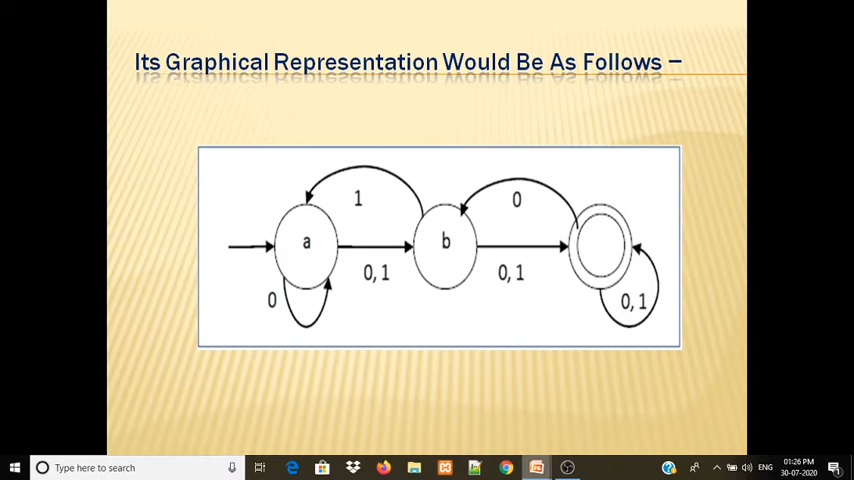 Its Graphical Representation Would Be As Follows –
1
0
a
b
0, 1
0, 1
0
0, 1
Type here to search
ENG
01:26 PM
30-07-2020
1